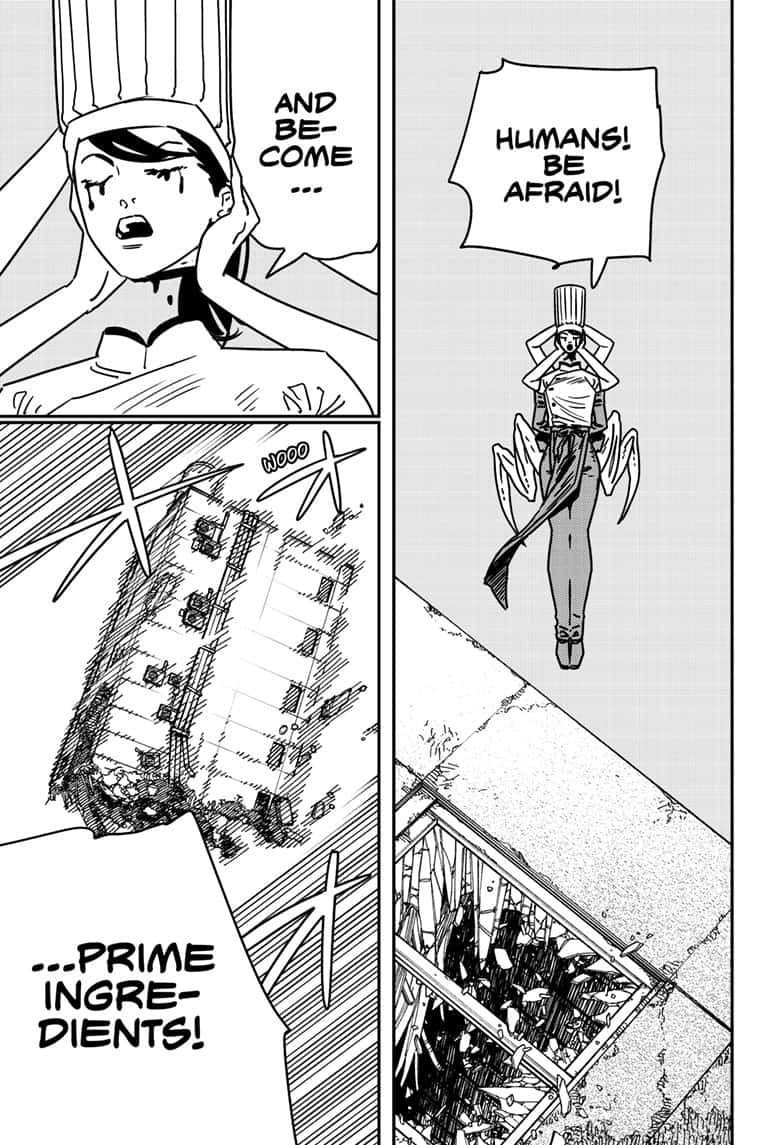 HUMANS!
BE
AFRAID!
AND
BE-
COME
...
WOOO
...PRIME
INGRE-
DIENTS!